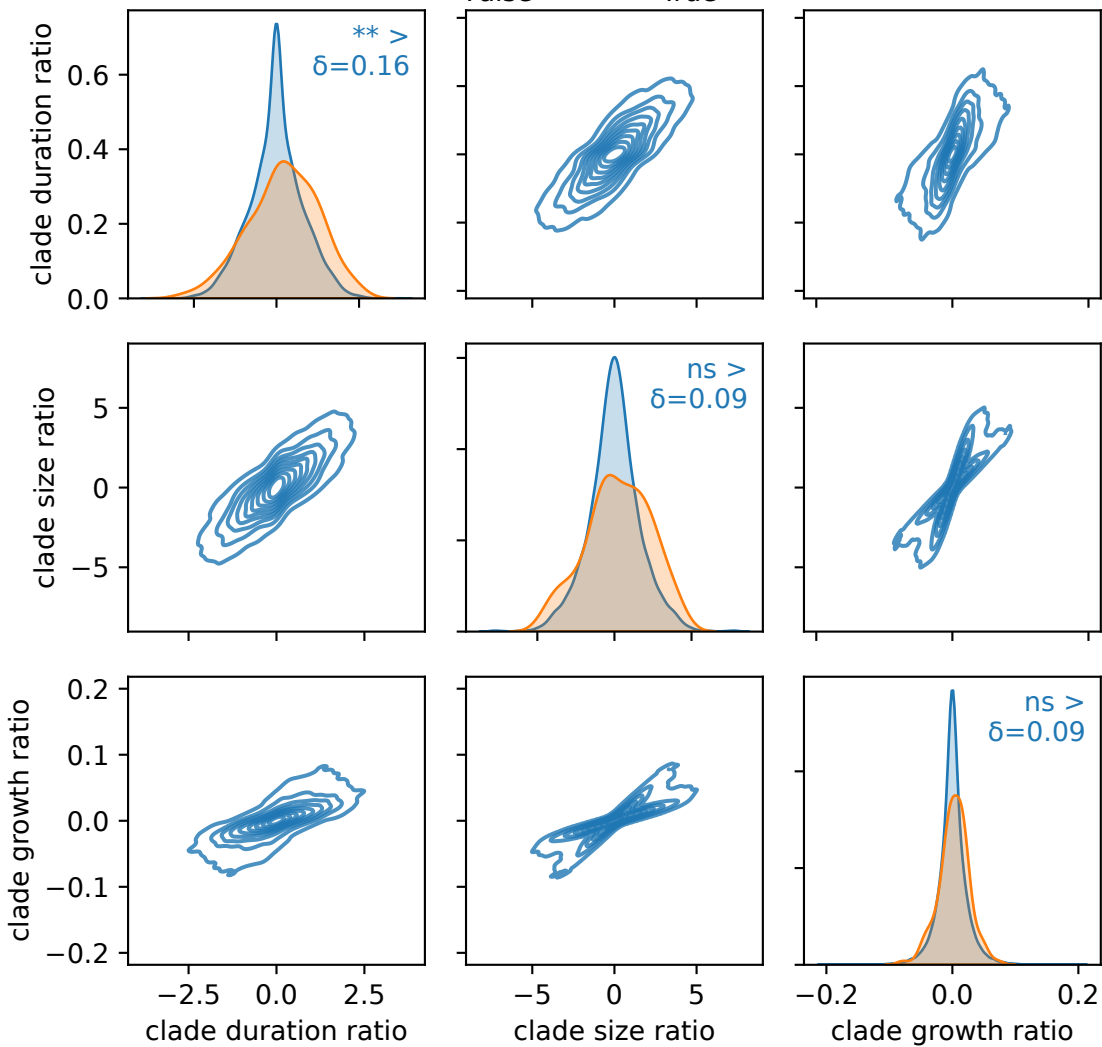 clade duration ratio
0.6
0.4
0.2
0.0
** >
δ=0.16
clade size ratio
5
0
−5
ns >
δ=0.09
clade growth ratio
0.2
0.1
0.0
−0.1
−0.2
ns >
δ=0.09
−2.5 0.0 2.5
clade duration ratio
−5 0 5
clade size ratio
−0.2 0.0 0.2
clade growth ratio